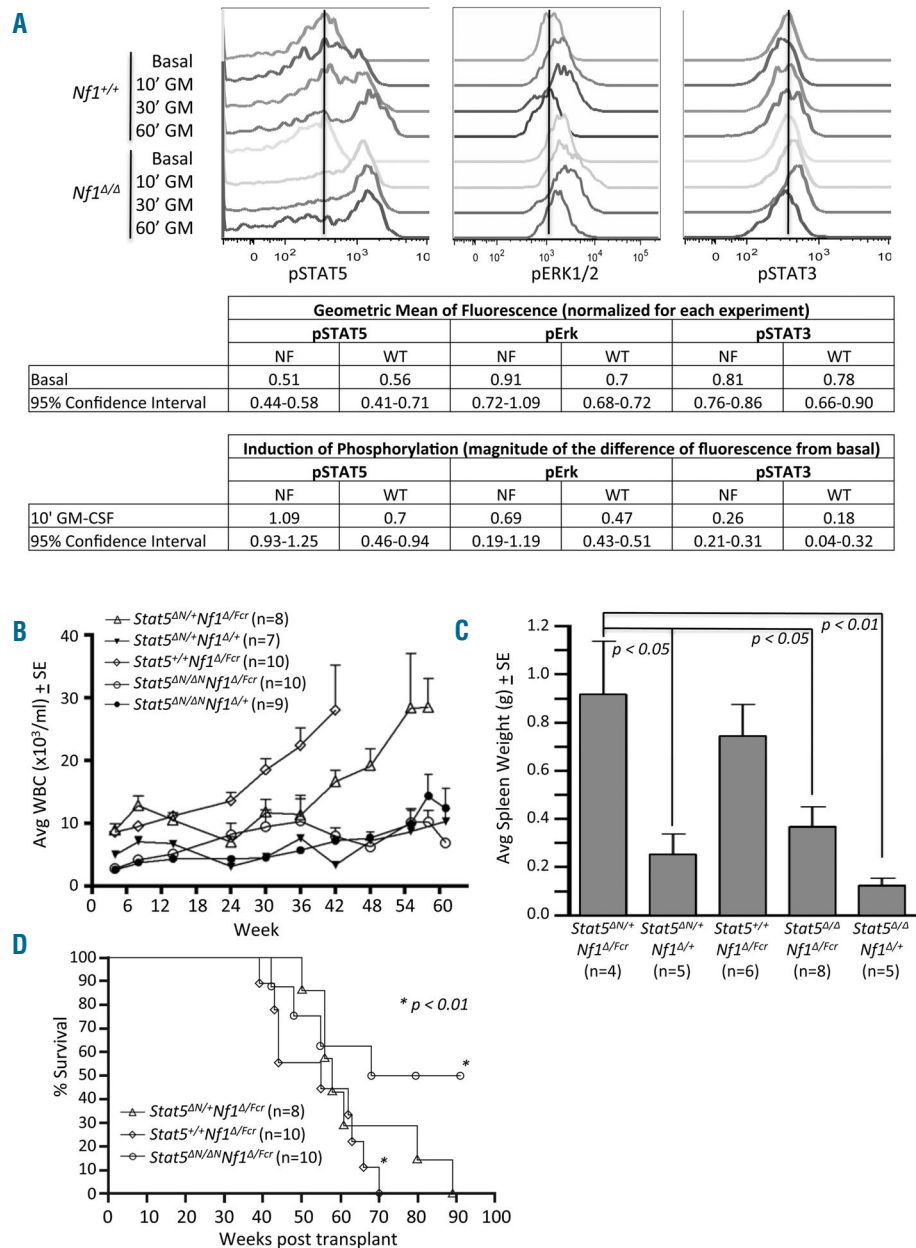 A
Nf1+/+
Basal
10' GM
30' GM
60' GM
Nf1Δ/Δ
Basal
10' GM
30' GM
60' GM
0 10² 10³ 10
pSTAT5
0 10² 10³ 10⁴ 10⁵
pERK1/2
0 10² 10³ 10
pSTAT3
Geometric Mean of Fluorescence (normalized for each experiment)
pSTAT5 pErk pSTAT3
NF WT NF WT NF WT
Basal 0.51 0.56 0.91 0.7 0.81 0.78
95% Confidence Interval 0.44-0.58 0.41-0.71 0.72-1.09 0.68-0.72 0.76-0.86 0.66-0.90
Induction of Phosphorylation (magnitude of the difference of fluorescence from basal)
pSTAT5 pErk pSTAT3
NF WT NF WT NF WT
10' GM-CSF 1.09 0.7 0.69 0.47 0.26 0.18
95% Confidence Interval 0.93-1.25 0.46-0.94 0.19-1.19 0.43-0.51 0.21-0.31 0.04-0.32
B
Stat5ΔN/+Nf1Δ/Fcr (n=8)
Stat5ΔN/+Nf1Δ/+ (n=7)
Stat5+/+Nf1Δ/Fcr (n=10)
Stat5ΔN/ΔNNf1Δ/Fcr (n=10)
Stat5ΔN/ΔNNf1Δ/+ (n=9)
Avg WBC (x10³/ml) ± SE
40
30
20
10
0
0 6 12 18 24 30 36 42 48 54 60
Week
C
p < 0.01
p < 0.05 p < 0.05
Avg Spleen Weight (g) ± SE
1.2
1.0
0.8
0.6
0.4
0.2
0.0
Stat5ΔN/+ Stat5ΔN/+ Stat5+/+ Stat5Δ/Δ Stat5Δ/Δ
Nf1Δ/Fcr Nf1Δ/+ Nf1Δ/Fcr Nf1Δ/Fcr Nf1Δ/+
(n=4) (n=5) (n=6) (n=8) (n=5)
D
% Survival
100
90
80
70
60
50
40
30
20
10
0
* p < 0.01
*
*
Stat5ΔN/+Nf1Δ/Fcr (n=8)
Stat5+/+Nf1Δ/Fcr (n=10)
Stat5ΔN/ΔNNf1Δ/Fcr (n=10)
0 10 20 30 40 50 60 70 80 90 100
Weeks post transplant